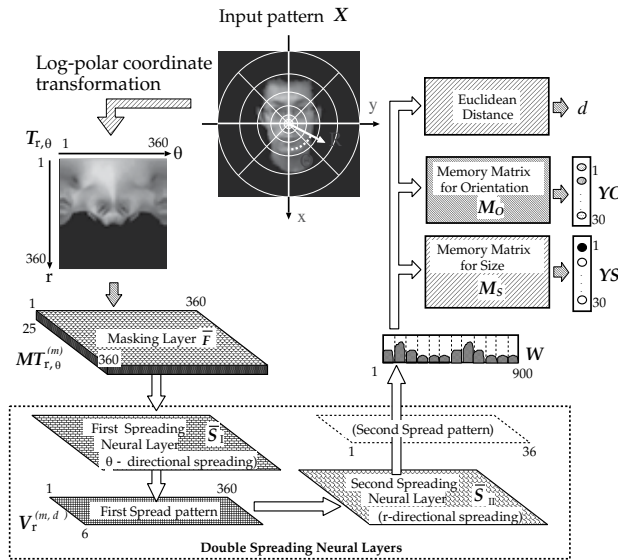 Input pattern X
Log-polar coordinate
transformation
y
x
R
Θ
T r,θ
1
360
θ
1
360
r
Euclidean
Distance
d
Memory Matrix
for Orientation
M O
1
30
YO
Memory Matrix
for Size
M S
1
30
YS
1
360
25
Masking Layer F
MT r,θ (m)
360
W
1
900
First Spreading
Neural Layer
S I
θ - directional spreading)
(Second Spread pattern)
1
36
1
360
First Spread pattern
V r (m, d)
6
Second Spreading
Neural Layer
S II
(r-directional spreading)
Double Spreading Neural Layers